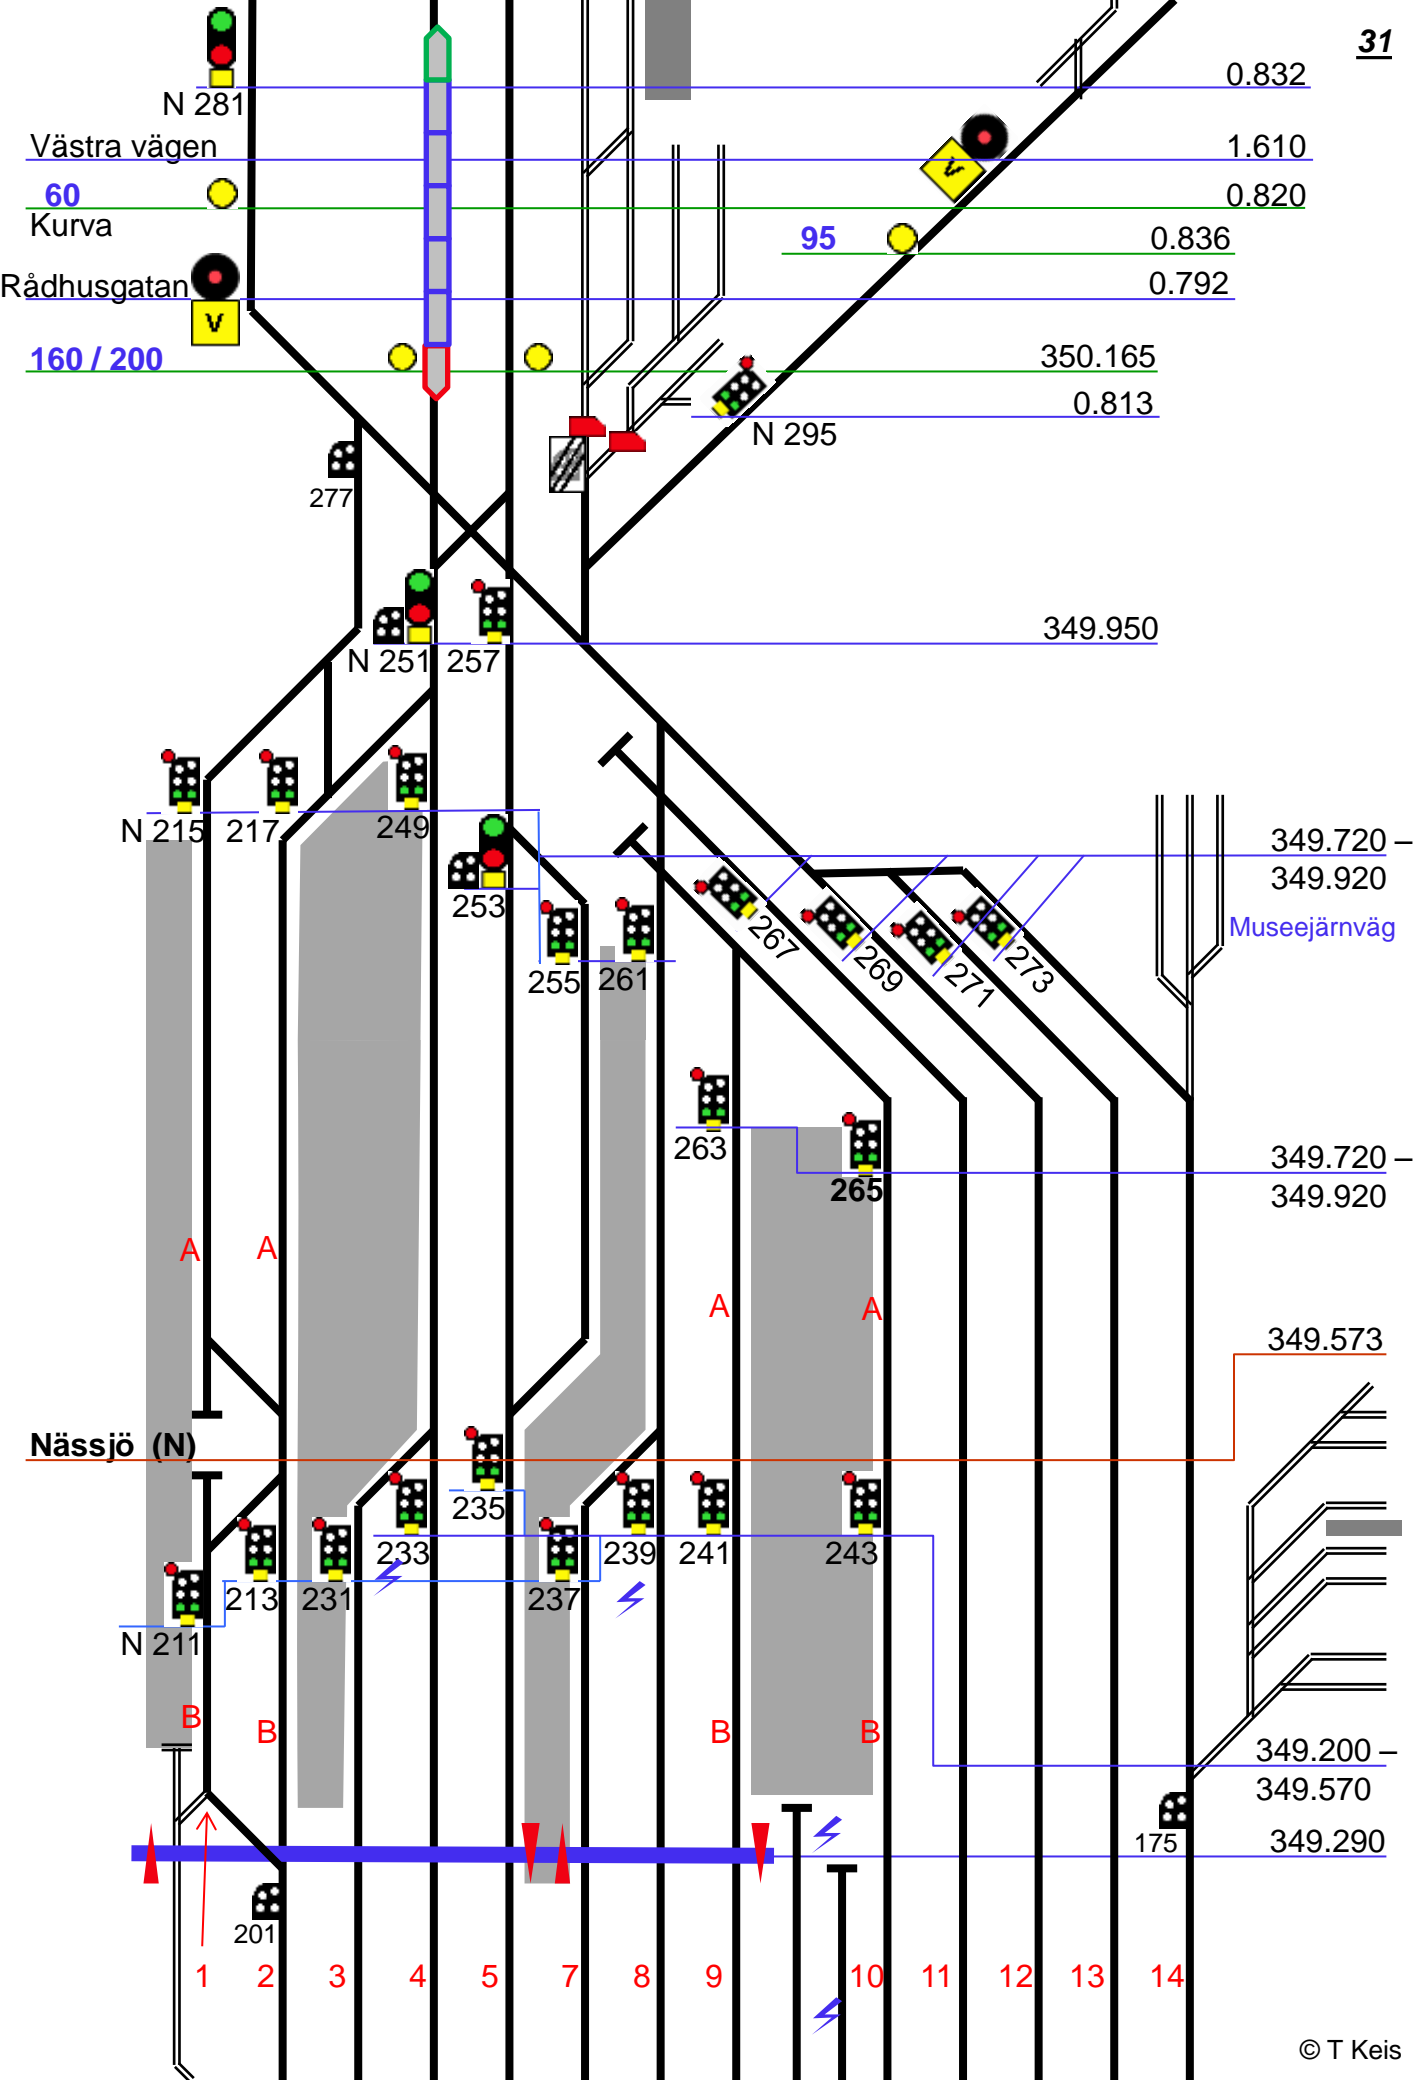 31
0.832
N 281
Västra vägen
1.610
60
0.820
Kurva
95
0.836
V
Rådhusgatan
0.792
V
160 / 200
350.165
0.813
N 295
277
349.950
N 251
257
N 215
217
249
349.720 –
349.920
253
267
269
271
273
Museejärnväg
255
261
263
349.720 –
349.920
265
A
A
A
A
349.573
Nässjö (N)
235
233
239
241
243
213
231
237
N 211
B
B
B
B
349.200 –
349.570
175
349.290
201
1
2
3
4
5
7
8
9
10
11
12
13
14
© T Keis